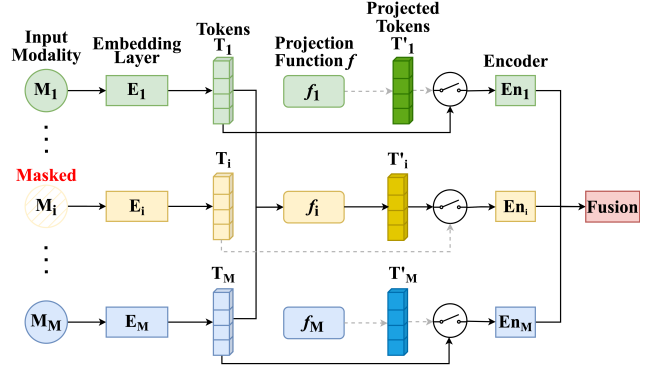 Input
Modality
Embedding
Layer
Tokens
T1
Projection
Function f
Projected
Tokens
T'1
Encoder
M1
E1
f1
En1
Masked
Mi
Ei
Ti
fi
T'i
Eni
Fusion
MM
EM
TM
fM
T'M
EnM